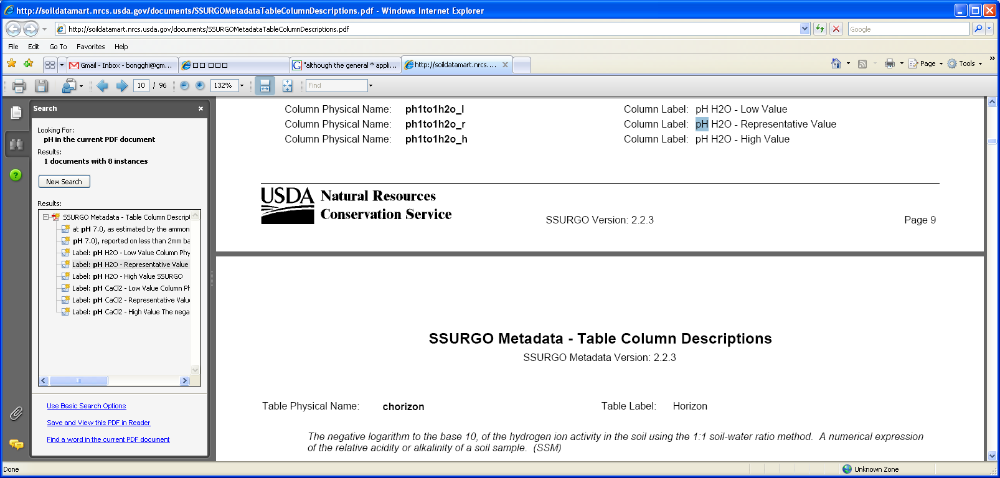 http://soildatamart.nrcs.usda.gov/documents/SSURGOMetadataTableColumnDescriptions.pdf - Windows Internet Explorer
http://soildatamart.nrcs.usda.gov/documents/SSURGOMetadataTableColumnDescriptions.pdf
Google
File Edit Go To Favorites Help
Gmail - Inbox - bongghi@gm...
"although the general * appli...
http://soildatamart.nrcs....
Page
Tools
10 / 96
132%
Find
Search
Looking For:
pH in the current PDF document
Results:
1 documents with 8 instances
New Search
Results:
SSURGO Metadata - Table Column Descript
at pH 7.0, as estimated by the ammon
pH 7.0), reported on less than 2mm ba
Label: pH H2O - Low Value Column Phy
Label: pH H2O - Representative Value
Label: pH H2O - High Value SSURGO
Label: pH CaCl2 - Low Value Column Ph
Label: pH CaCl2 - Representative Valu
Label: pH CaCl2 - High Value The nega
Use Basic Search Options
Save and View this PDF in Reader
Find a word in the current PDF document
Column Physical Name: ph1to1h2o_l Column Label: pH H2O - Low Value
Column Physical Name: ph1to1h2o_r Column Label: pH H2O - Representative Value
Column Physical Name: ph1to1h2o_h Column Label: pH H2O - High Value
USDA Natural Resources
Conservation Service
SSURGO Version: 2.2.3
Page 9
SSURGO Metadata - Table Column Descriptions
SSURGO Metadata Version: 2.2.3
Table Physical Name: chorizon Table Label: Horizon
The negative logarithm to the base 10, of the hydrogen ion activity in the soil using the 1:1 soil-water ratio method. A numerical expression
of the relative acidity or alkalinity of a soil sample. (SSM)
Done
Unknown Zone